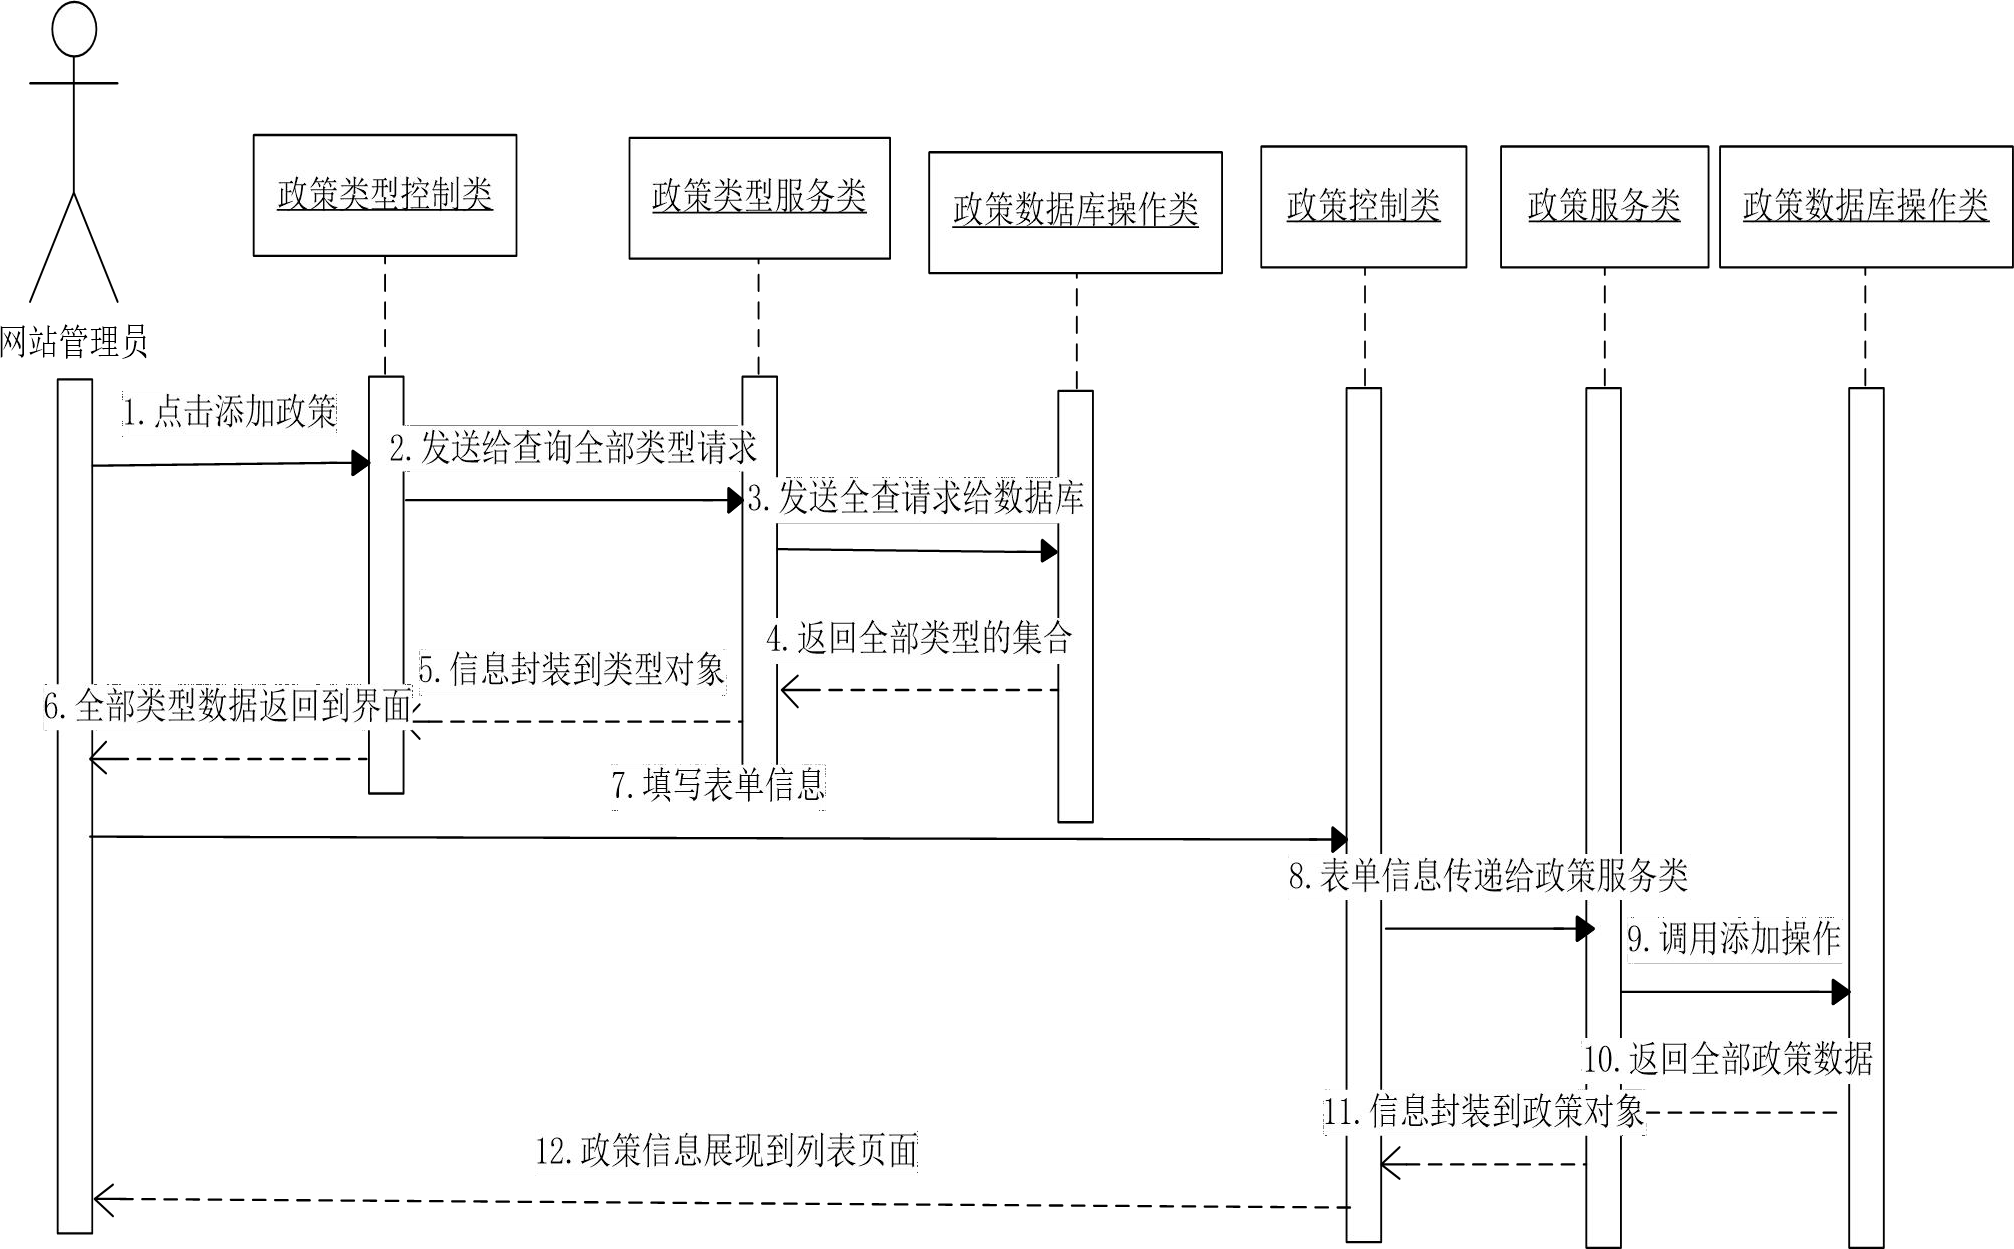 政策类型控制类
政策类型服务类
政策数据库操作类
政策控制类
政策服务类
政策数据库操作类
网站管理员
1.点击添加政策
2.发送给查询全部类型请求
3.发送全查请求给数据库
4.返回全部类型的集合
5.信息封装到类型对象
6.全部类型数据返回到界面
7.填写表单信息
8.表单信息传递给政策服务类
9.调用添加操作
10.返回全部政策数据
11.信息封装到政策对象
12.政策信息展现到列表页面